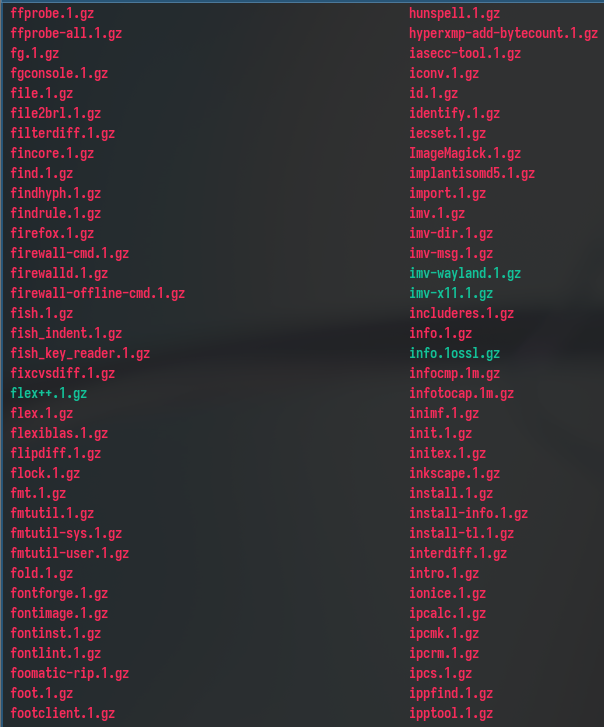 ffprobe.1.gz
ffprobe-all.1.gz
fg.1.gz
fgconsole.1.gz
file.1.gz
file2brl.1.gz
filterdiff.1.gz
fincore.1.gz
find.1.gz
findhyph.1.gz
findrule.1.gz
firefox.1.gz
firewall-cmd.1.gz
firewalld.1.gz
firewall-offline-cmd.1.gz
fish.1.gz
fish_indent.1.gz
fish_key_reader.1.gz
fixcvsdiff.1.gz
flex++.1.gz
flex.1.gz
flexiblas.1.gz
flipdiff.1.gz
flock.1.gz
fmt.1.gz
fmtutil.1.gz
fmtutil-sys.1.gz
fmtutil-user.1.gz
fold.1.gz
fontforge.1.gz
fontimage.1.gz
fontinst.1.gz
fontlint.1.gz
foomatic-rip.1.gz
foot.1.gz
footclient.1.gz
hunspell.1.gz
hyperxmp-add-bytecount.1.gz
iasecc-tool.1.gz
iconv.1.gz
id.1.gz
identify.1.gz
iecset.1.gz
ImageMagick.1.gz
implantisomd5.1.gz
import.1.gz
imv.1.gz
imv-dir.1.gz
imv-msg.1.gz
imv-wayland.1.gz
imv-x11.1.gz
includeres.1.gz
info.1.gz
info.1ossl.gz
infocmp.1m.gz
infotocap.1m.gz
inimf.1.gz
init.1.gz
initex.1.gz
inkscape.1.gz
install.1.gz
install-info.1.gz
install-tl.1.gz
interdiff.1.gz
intro.1.gz
ionice.1.gz
ipcalc.1.gz
ipcmk.1.gz
ipcrm.1.gz
ipcs.1.gz
ippfind.1.gz
ipptool.1.gz